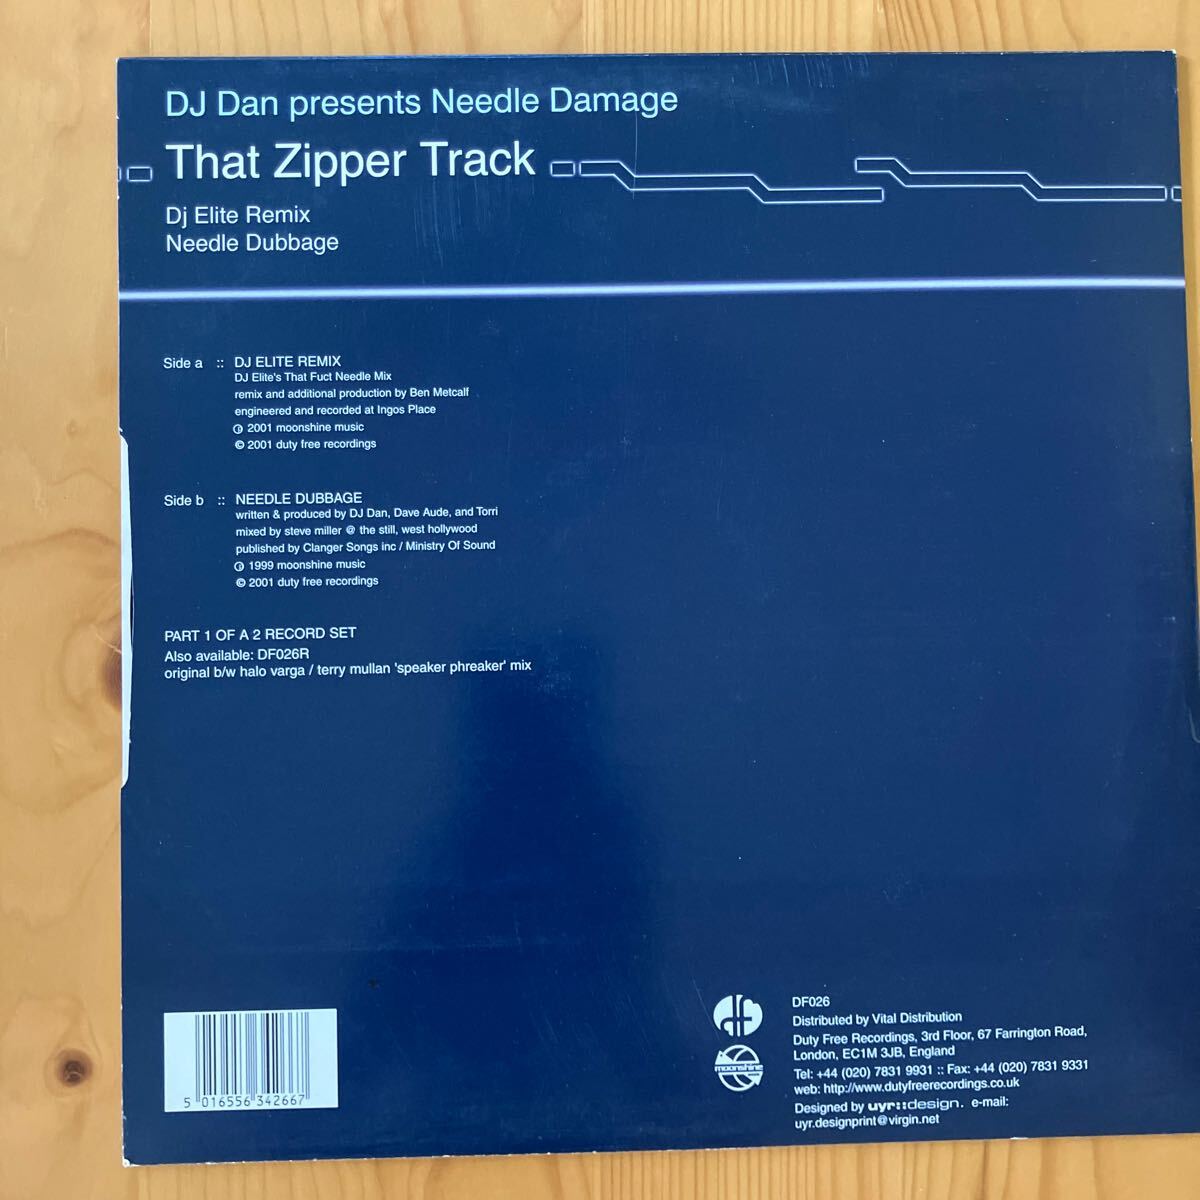 DJ Dan presents Needle Damage
That Zipper Track
Dj Elite Remix
Needle Dubbage
Side a :: DJ ELITE REMIX
DJ Elite's That Fuct Needle Mix
remix and additional production by Ben Metcalf
engineered and recorded at Ingos Place
℗ 2001 moonshine music
© 2001 duty free recordings
Side b :: NEEDLE DUBBAGE
written & produced by DJ Dan, Dave Aude, and Torri
mixed by steve miller @ the still, west hollywood
published by Clanger Songs inc / Ministry Of Sound
℗ 1999 moonshine music
© 2001 duty free recordings
PART 1 OF A 2 RECORD SET
Also available: DF026R
original b/w halo varga / terry mullan 'speaker phreaker' mix
5 016556 342667
df
moonshine
DF026
Distributed by Vital Distribution
Duty Free Recordings, 3rd Floor, 67 Farrington Road,
London, EC1M 3JB, England
Tel: +44 (020) 7831 9931 :: Fax: +44 (020) 7831 9331
web: http://www.dutyfreerecordings.co.uk
Designed by uyr::design. e-mail:
uyr.designprint@virgin.net